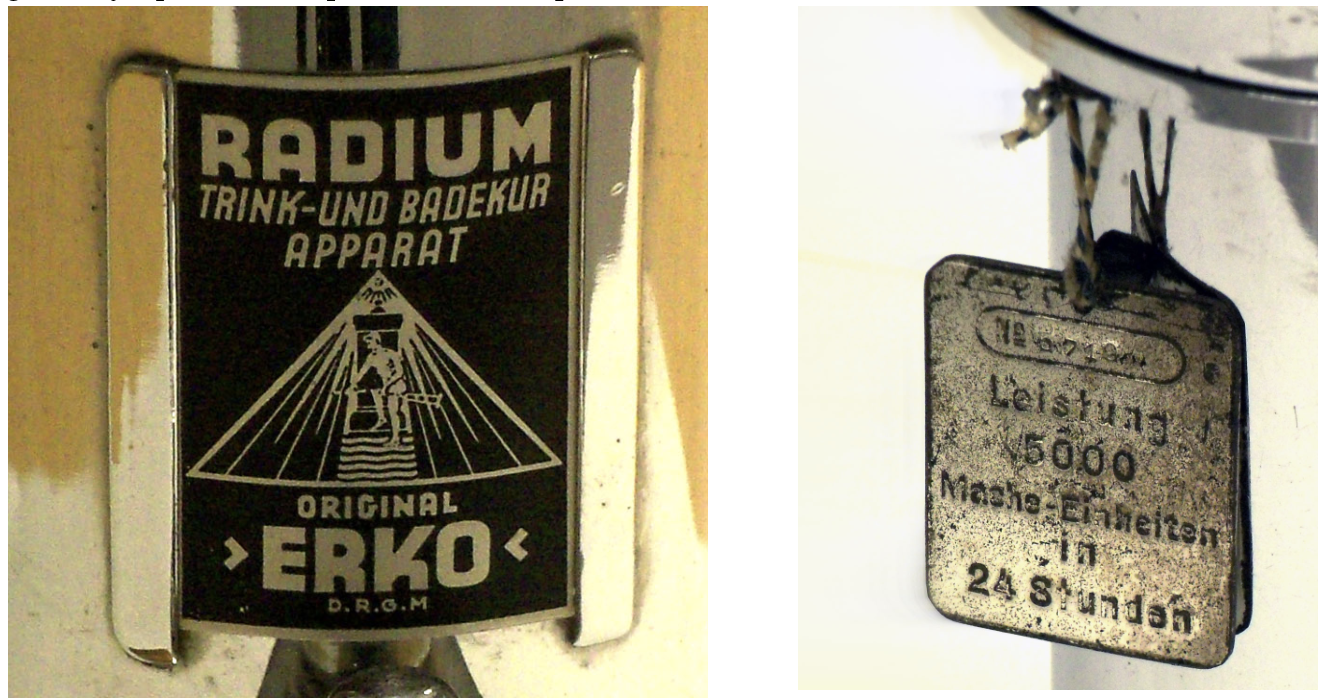 RADIUM
TRINK-UND BADEKUR
APPARAT
ORIGINAL
> ERKO <
D.R.G.M
Leistung
5000
Mache-Einheiten
in
24 Stunden